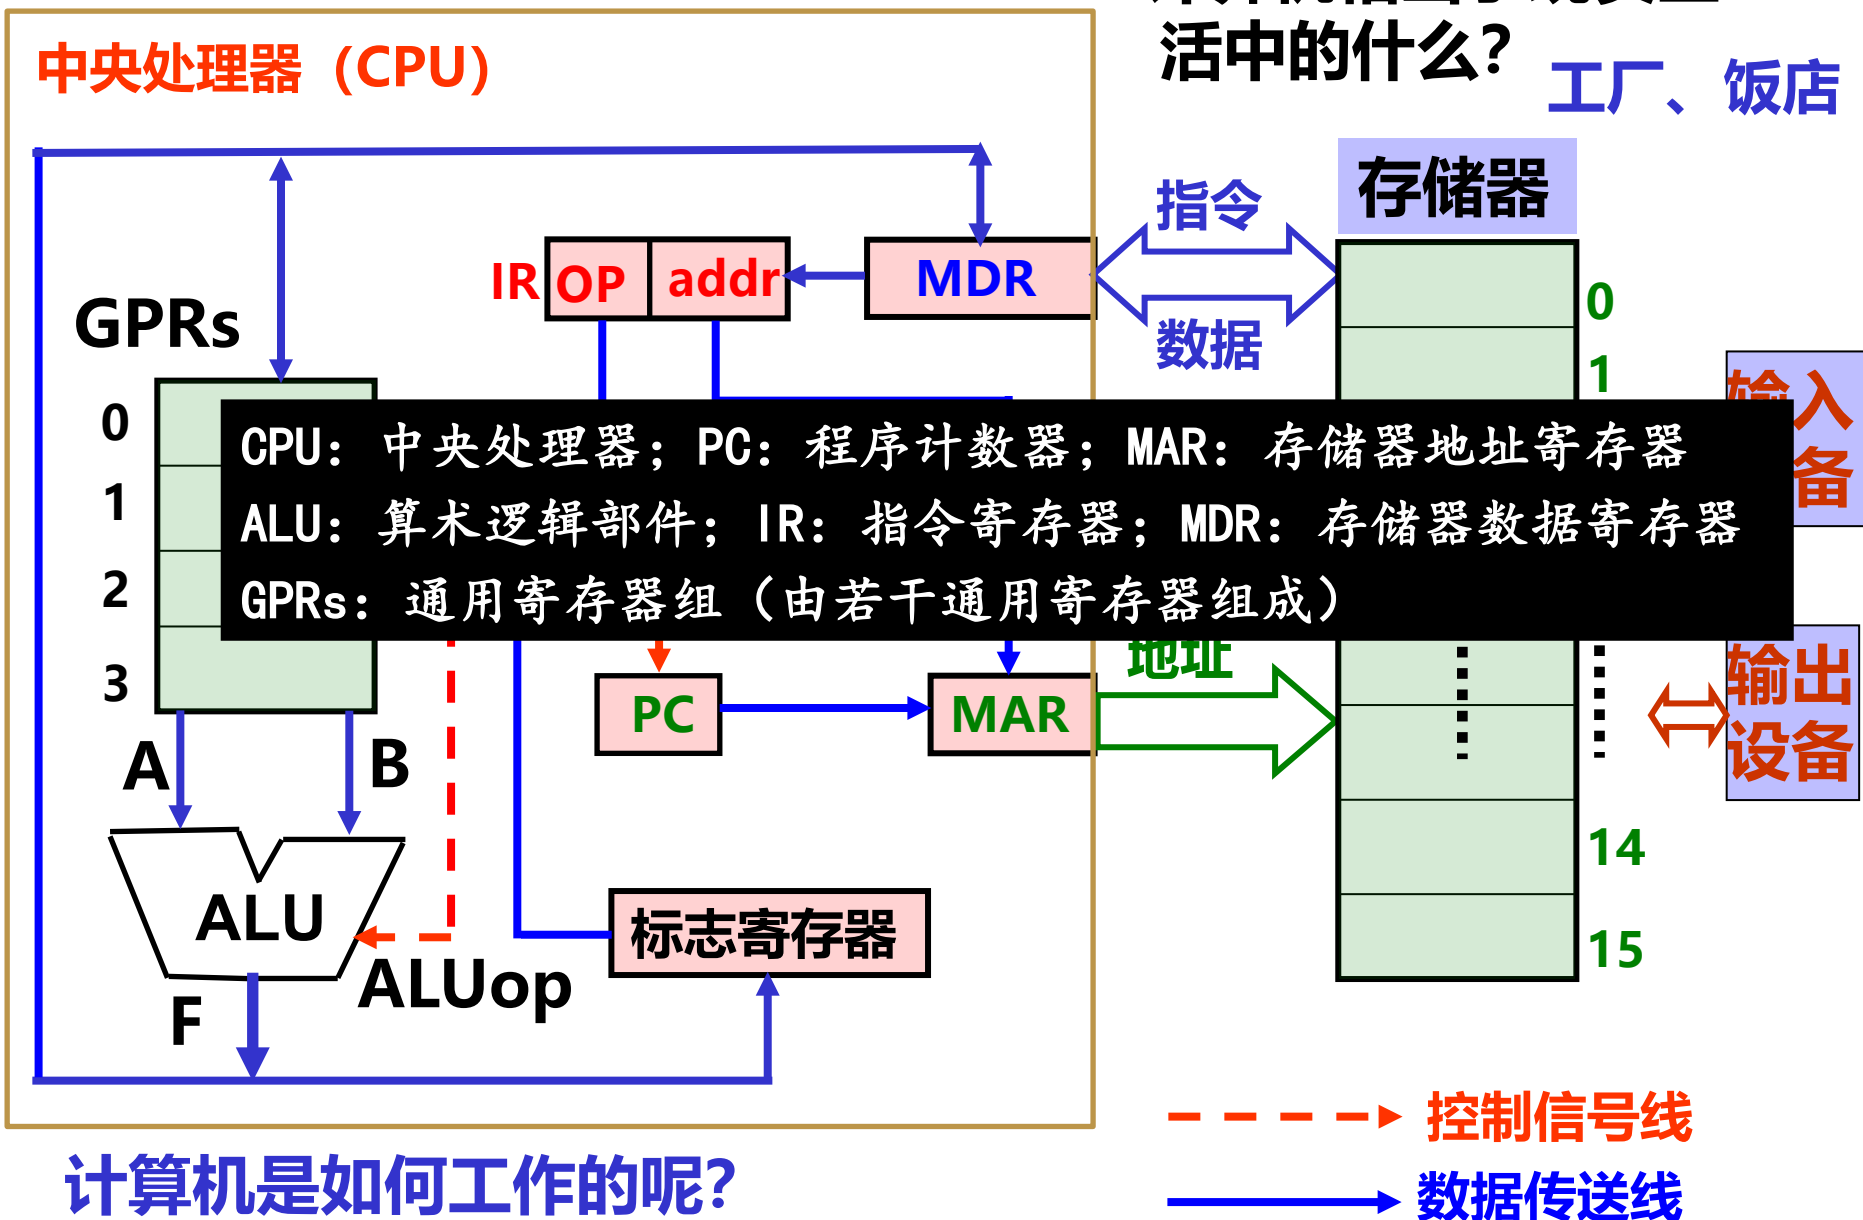 活中的什么?
工厂、饭店
中央处理器（CPU）
存储器
指令
IR
OP
addr
MDR
数据
GPRs
0
1
2
3
0
1
输入
备
CPU：中央处理器；PC：程序计数器；MAR：存储器地址寄存器
ALU：算术逻辑部件；IR：指令寄存器；MDR：存储器数据寄存器
GPRs：通用寄存器组（由若干通用寄存器组成）
地址
输出
设备
PC
MAR
A
B
14
15
ALU
标志寄存器
ALUop
F
控制信号线
数据传送线
计算机是如何工作的呢?